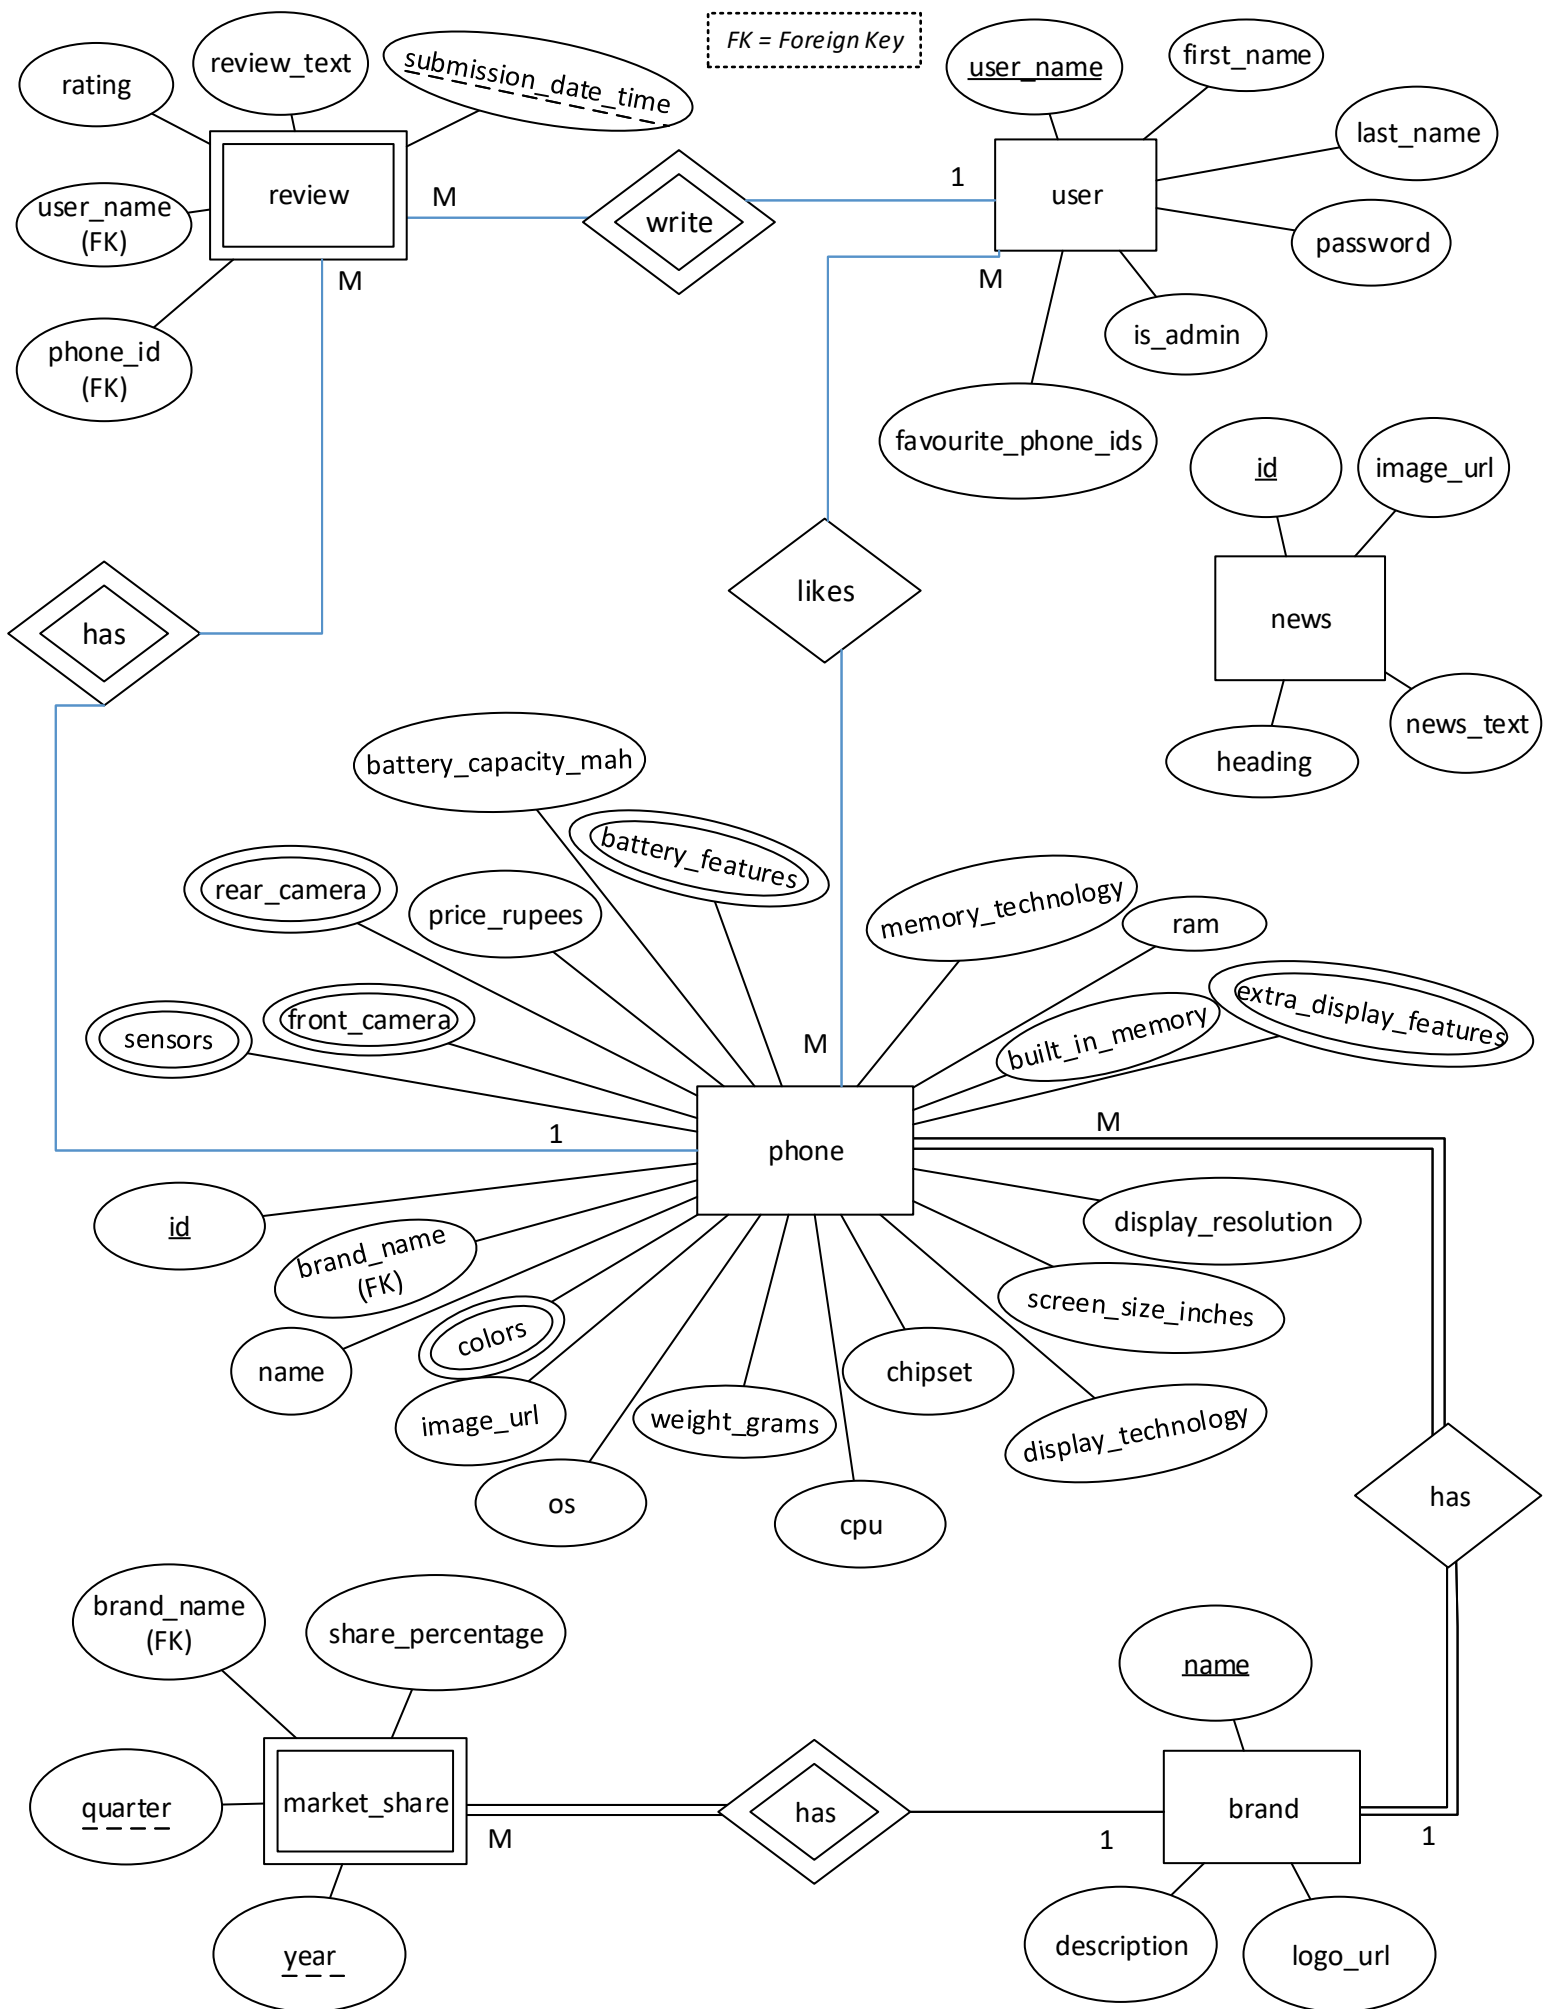 FK = Foreign Key
review_text
submission_date_time
rating
review
user_name
(FK)
phone_id
(FK)
M
M
write
1
user_name
first_name
last_name
user
password
is_admin
M
favourite_phone_ids
id
image_url
news
news_text
heading
has
likes
battery_capacity_mah
battery_features
rear_camera
price_rupees
memory_technology
ram
extra_display_features
built_in_memory
front_camera
sensors
M
1
phone
M
id
brand_name
(FK)
name
colors
image_url
os
weight_grams
cpu
chipset
display_technology
screen_size_inches
display_resolution
has
brand_name
(FK)
share_percentage
quarter
market_share
year
M
has
1
name
brand
1
description
logo_url